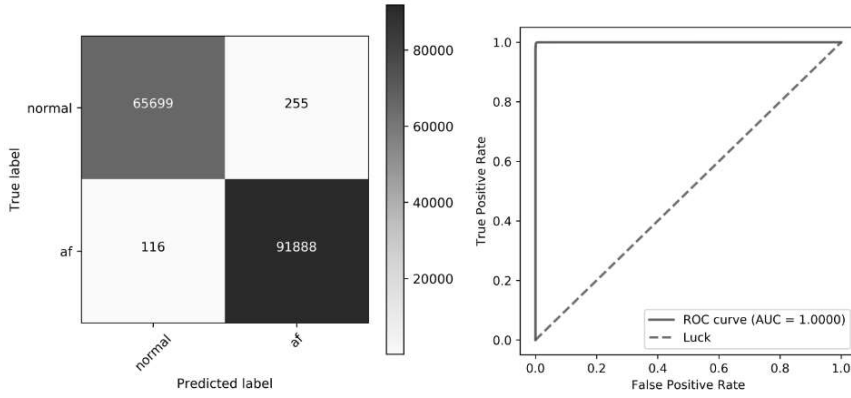 normal
af
True label
65699
255
116
91888
normal
af
Predicted label
80000
60000
40000
20000
True Positive Rate
1.0
0.8
0.6
0.4
0.2
0.0
ROC curve (AUC = 1.0000)
Luck
0.0
0.2
0.4
0.6
0.8
1.0
False Positive Rate